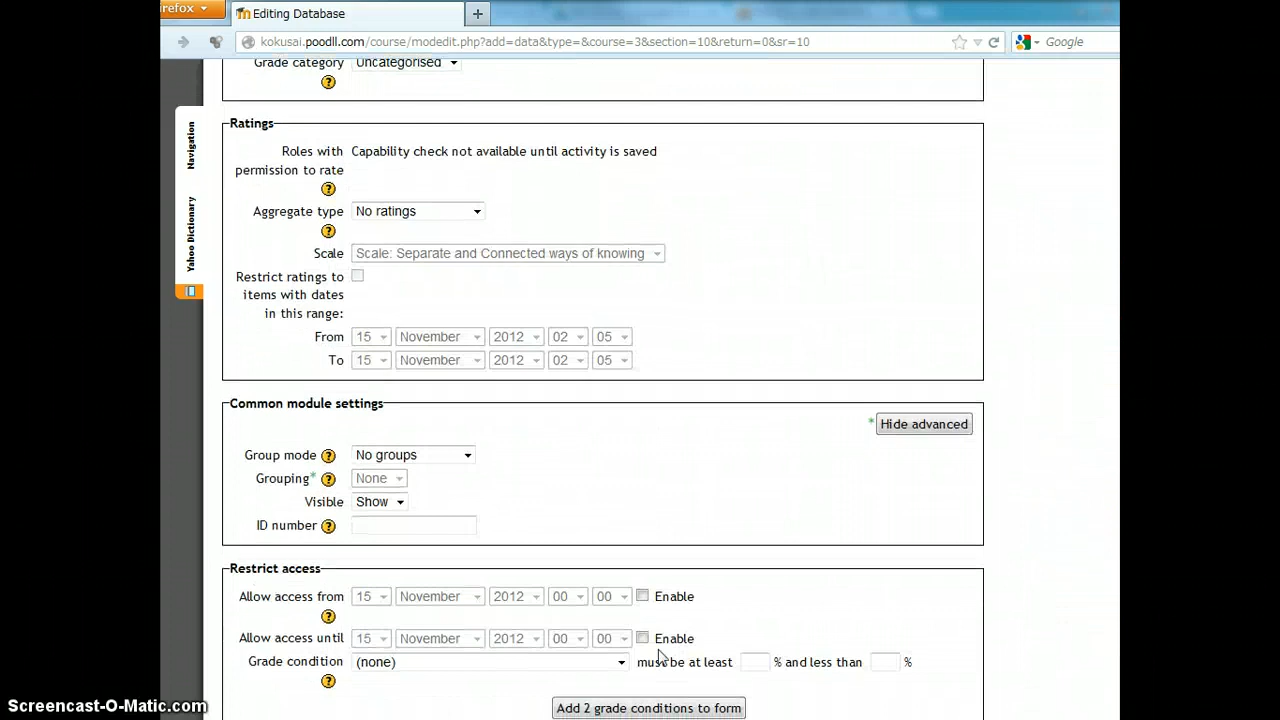 refox
Editing Database
kokusai.poodll.com/course/modedit.php?add=data&type=&course=3&section=10&return=0&sr=10
Google
Grade category Uncategorised
Navigation
Yahoo Dictionary
Ratings
Roles with permission to rate Capability check not available until activity is saved
Aggregate type No ratings
Scale Scale: Separate and Connected ways of knowing
Restrict ratings to
items with dates
in this range:
From 15 November 2012 02 05
To 15 November 2012 02 05
Common module settings
* Hide advanced
Group mode No groups
Grouping* None
Visible Show
ID number
Restrict access
Allow access from 15 November 2012 00 00 Enable
Allow access until 15 November 2012 00 00 Enable
Grade condition (none) must be at least % and less than %
Add 2 grade conditions to form
Screencast-O-Matic.com